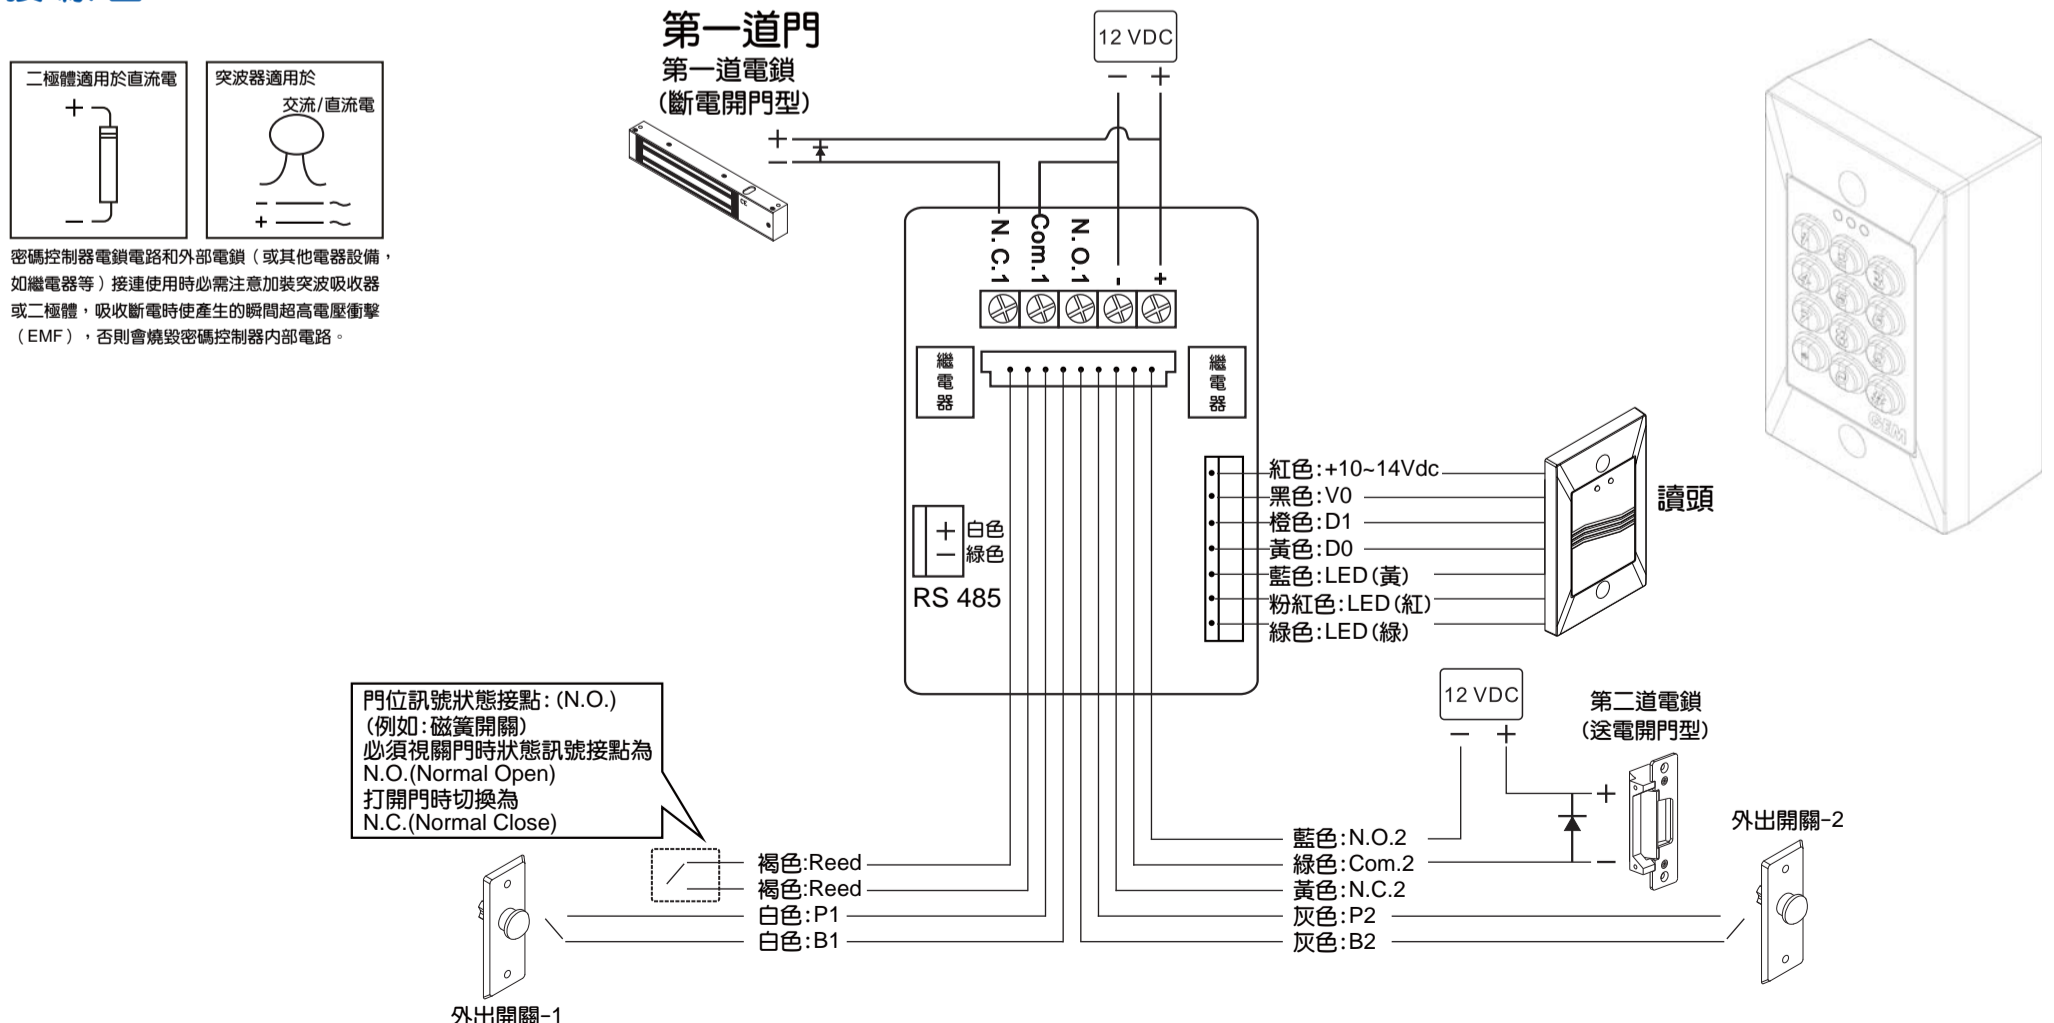 二極體適用於直流電
+
−
突波器適用於
交流/直流電
- ～
+ ～
密碼控制器電鎖電路和外部電鎖（或其他電器設備，
如繼電器等）接連使用時必需注意加裝突波吸收器
或二極體，吸收斷電時使產生的瞬間超高電壓衝擊
（EMF），否則會燒毀密碼控制器內部電路。
第一道門
第一道電鎖
(斷電開門型)
12 VDC
− +
+
−
N.C.1
Com.1
N.O.1
-
+
繼電器
繼電器
+ 白色
− 綠色
RS 485
紅色:+10~14Vdc
黑色:V0
橙色:D1
黃色:D0
藍色:LED(黃)
粉紅色:LED(紅)
綠色:LED(綠)
讀頭
GEM
門位訊號狀態接點: (N.O.)
(例如:磁簧開關)
必須視關門時狀態訊號接點為
N.O.(Normal Open)
打開門時切換為
N.C.(Normal Close)
褐色:Reed
褐色:Reed
白色:P1
白色:B1
外出開關-1
12 VDC
− +
第二道電鎖
(送電開門型)
+
−
藍色:N.O.2
綠色:Com.2
黃色:N.C.2
灰色:P2
灰色:B2
外出開關-2